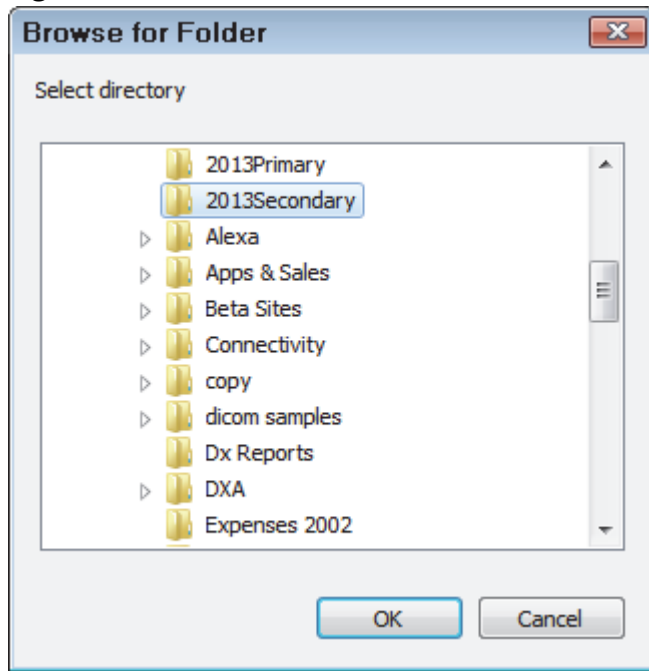 Browse for Folder
Select directory
2013Primary
2013Secondary
Alexa
Apps & Sales
Beta Sites
Connectivity
copy
dicom samples
Dx Reports
DXA
Expenses 2002
OK
Cancel